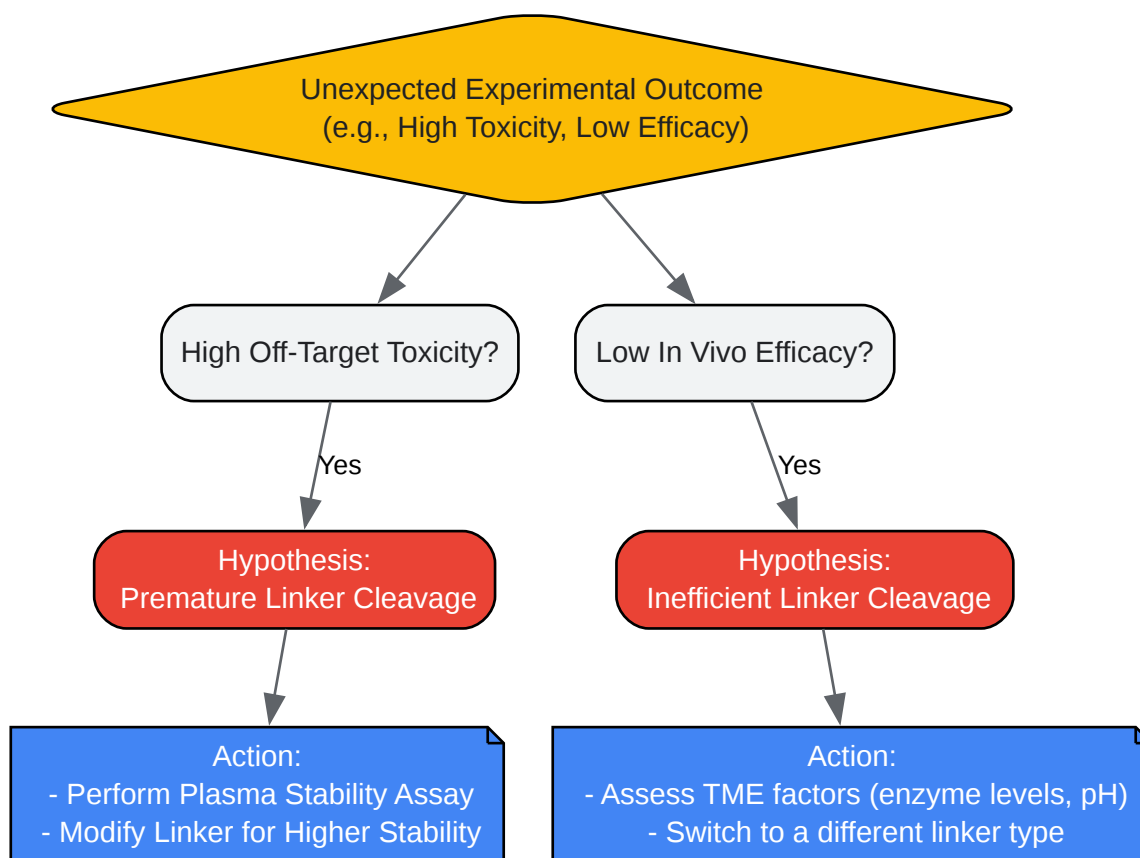 Unexpected Experimental Outcome
(e.g., High Toxicity, Low Efficacy)
High Off-Target Toxicity?
Low In Vivo Efficacy?
Yes
Yes
Hypothesis:
Premature Linker Cleavage
Hypothesis:
Inefficient Linker Cleavage
Action:
- Perform Plasma Stability Assay
- Modify Linker for Higher Stability
Action:
- Assess TME factors (enzyme levels, pH)
- Switch to a different linker type